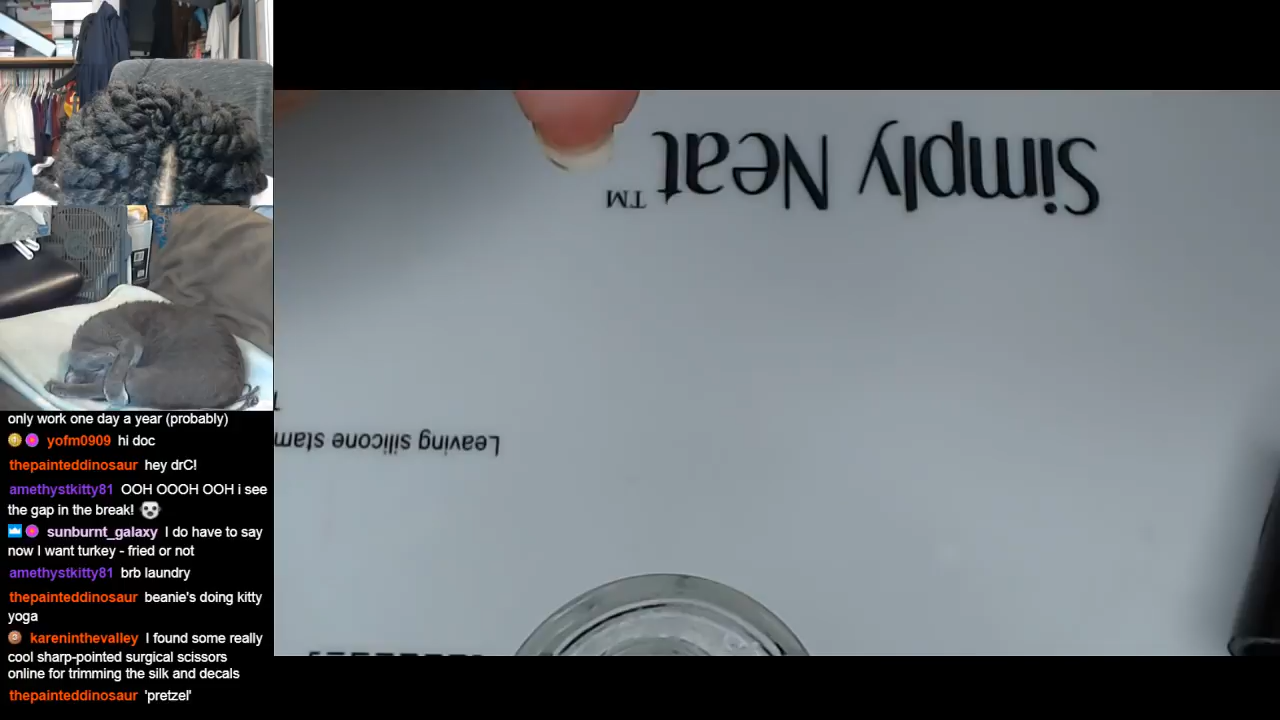 Simply Neat™
Leaving silicone stam
only work one day a year (probably)
yofm0909 hi doc
thepainteddinosaur hey drC!
amethystkitty81 OOH OOOH OOH i see
the gap in the break!
sunburnt_galaxy I do have to say
now I want turkey - fried or not
amethystkitty81 brb laundry
thepainteddinosaur beanie's doing kitty
yoga
kareninthevalley I found some really
cool sharp-pointed surgical scissors
online for trimming the silk and decals
thepainteddinosaur 'pretzel'